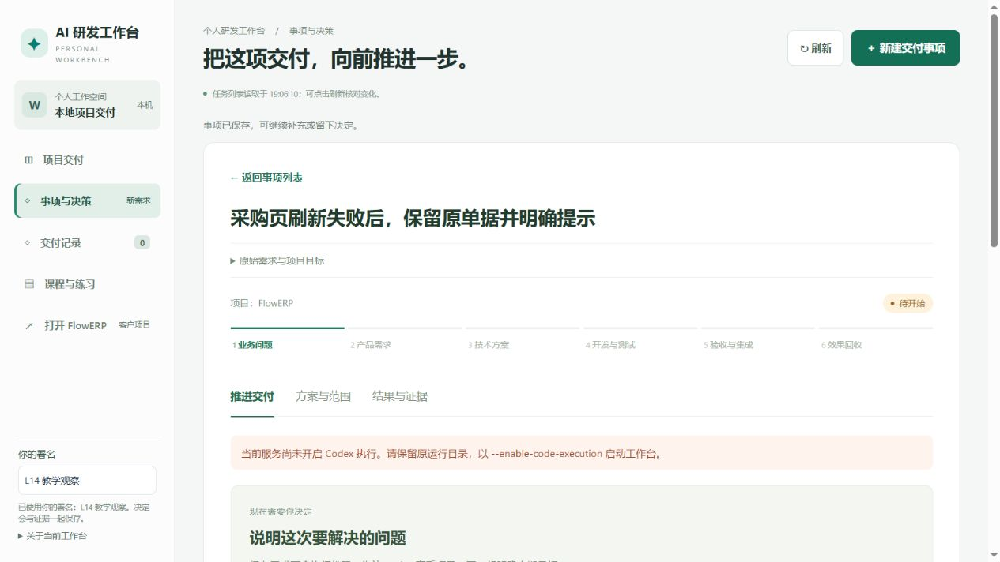 AI 研发工作台
PERSONAL
WORKBENCH
W
个人工作空间
本地项目交付
本机
项目交付
事项与决策
新需求
交付记录
0
课程与练习
打开 FlowERP
客户项目
你的署名
L14 教学观察
已使用你的署名：L14 教学观察。决定
会与证据一起保存。
关于当前工作台
个人研发工作台 / 事项与决策
把这项交付，向前推进一步。
任务列表读取于 19:06:10；可点击刷新核对变化。
↻ 刷新
+ 新建交付事项
事项已保存，可继续补充或留下决定。
← 返回事项列表
采购页刷新失败后，保留原单据并明确提示
原始需求与项目目标
项目：FlowERP
待开始
1 业务问题
2 产品需求
3 技术方案
4 开发与测试
5 验收与集成
6 效果回收
推进交付
方案与范围
结果与证据
当前服务尚未开启 Codex 执行。请保留原运行目录，以 --enable-code-execution 启动工作台。
现在需要你决定
说明这次要解决的问题